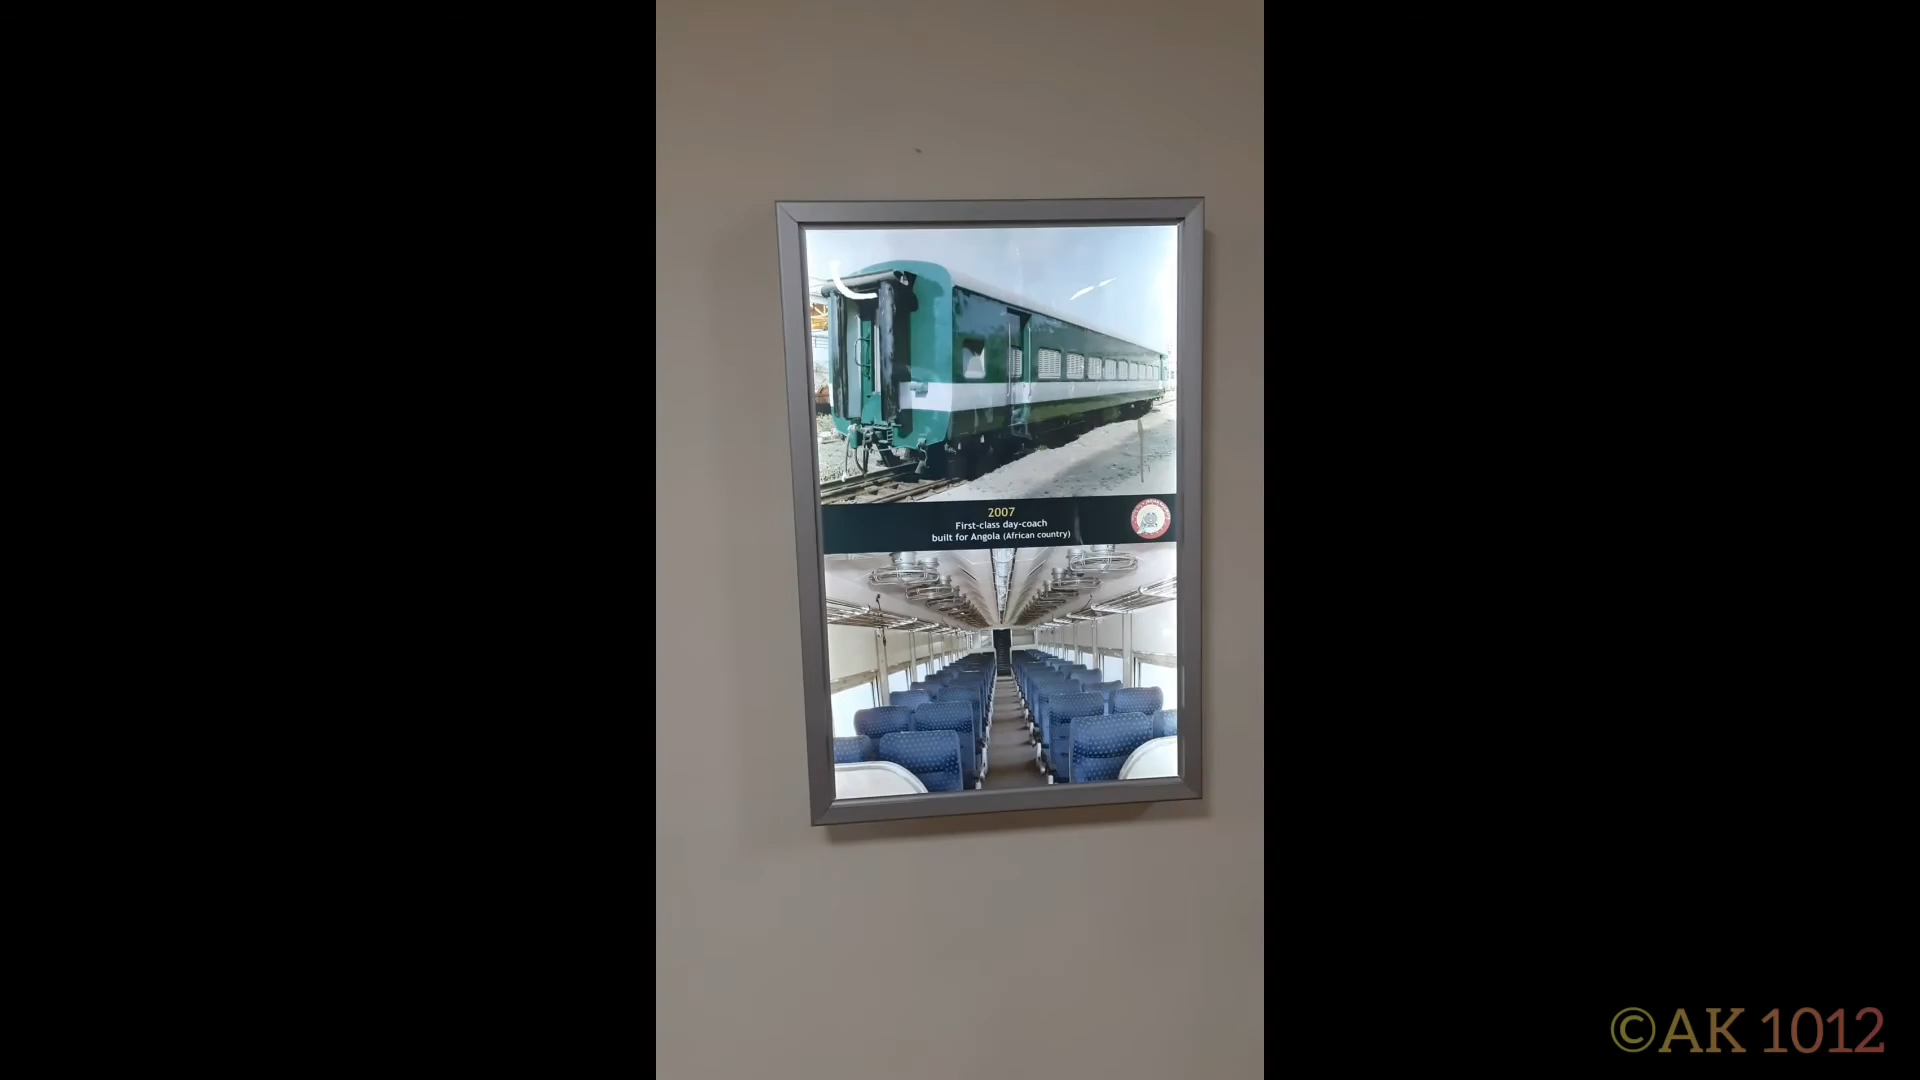 2007
First-class day-coach
built for Angola (African country)
©AK 1012